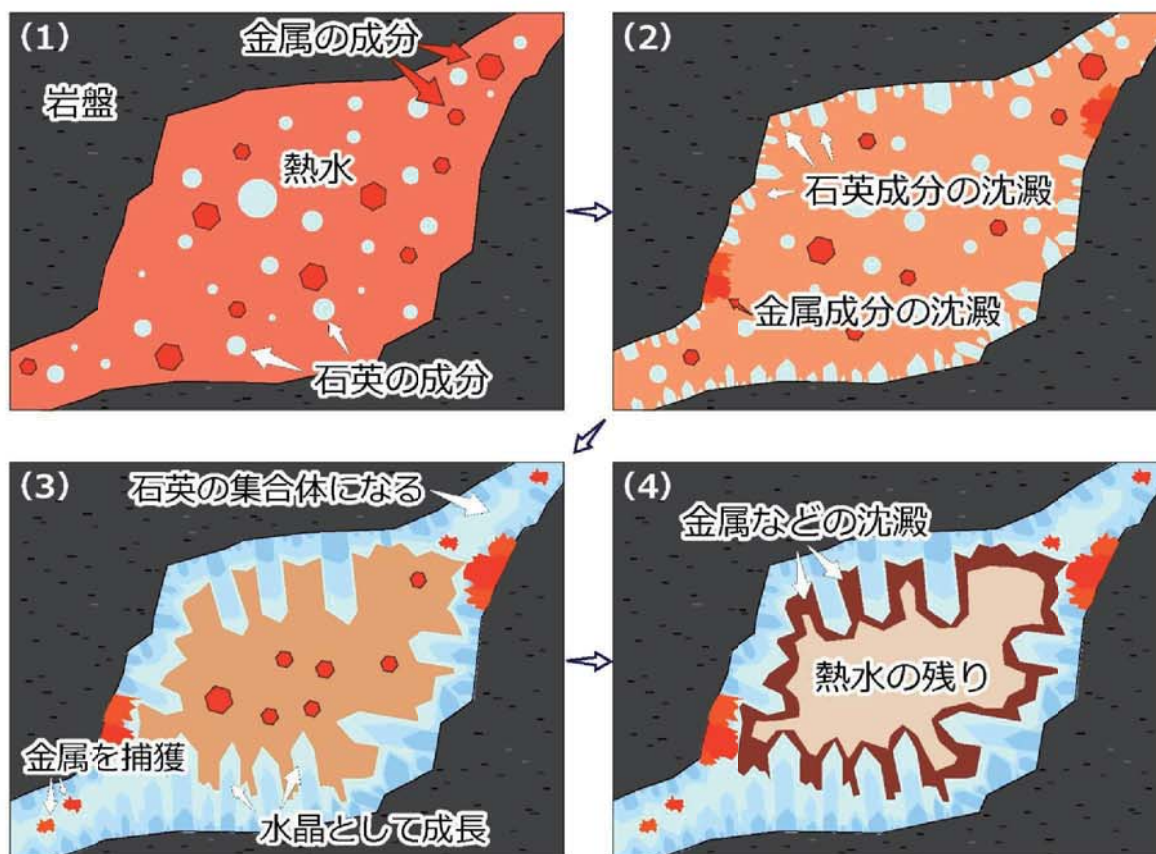 (1)
金属の成分
岩盤
熱水
石英の成分
(2)
石英成分の沈澱
金属成分の沈澱
(3)
石英の集合体になる
金属を捕獲
水晶として成長
(4)
金属などの沈澱
熱水の残り